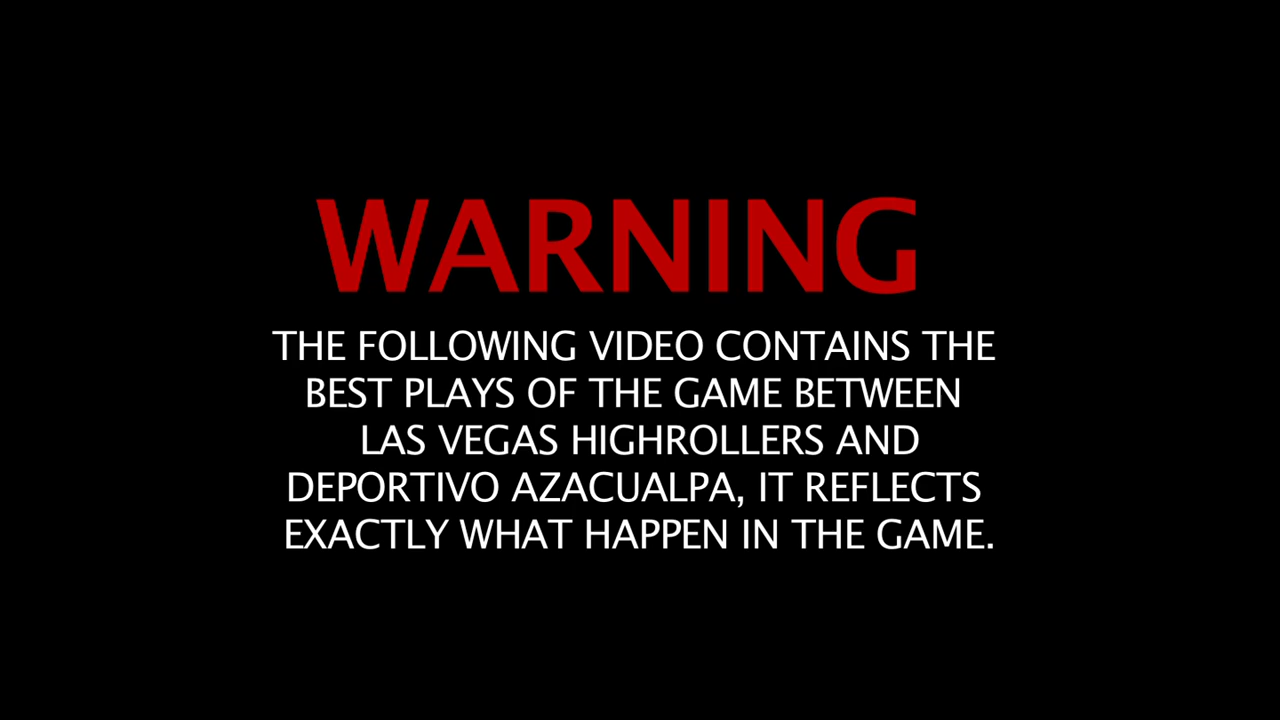 WARNING
THE FOLLOWING VIDEO CONTAINS THE
BEST PLAYS OF THE GAME BETWEEN
LAS VEGAS HIGHROLLERS AND
DEPORTIVO AZACUALPA, IT REFLECTS
EXACTLY WHAT HAPPEN IN THE GAME.